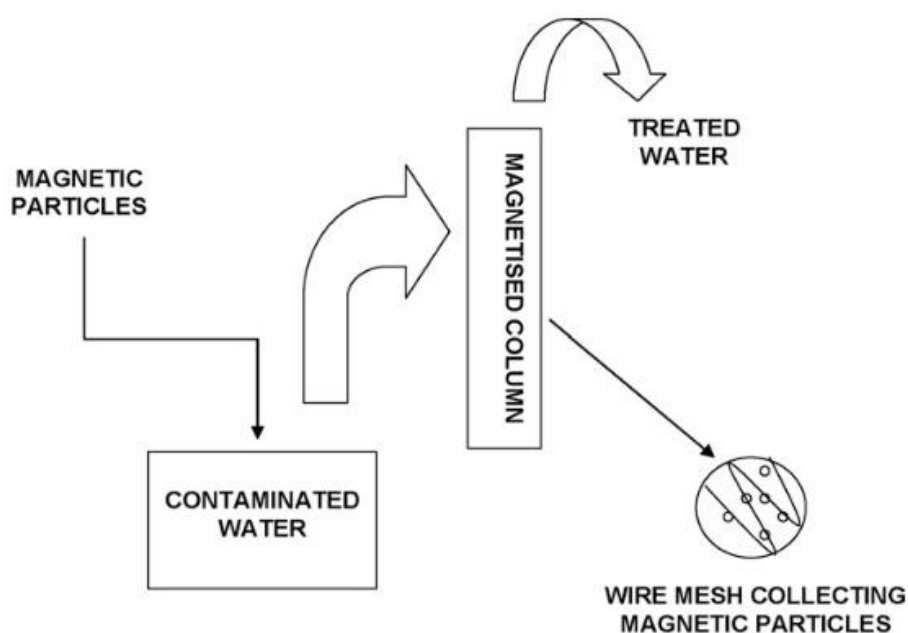 MAGNETIC
PARTICLES
CONTAMINATED
WATER
MAGNETISED COLUMN
TREATED
WATER
WIRE MESH COLLECTING
MAGNETIC PARTICLES